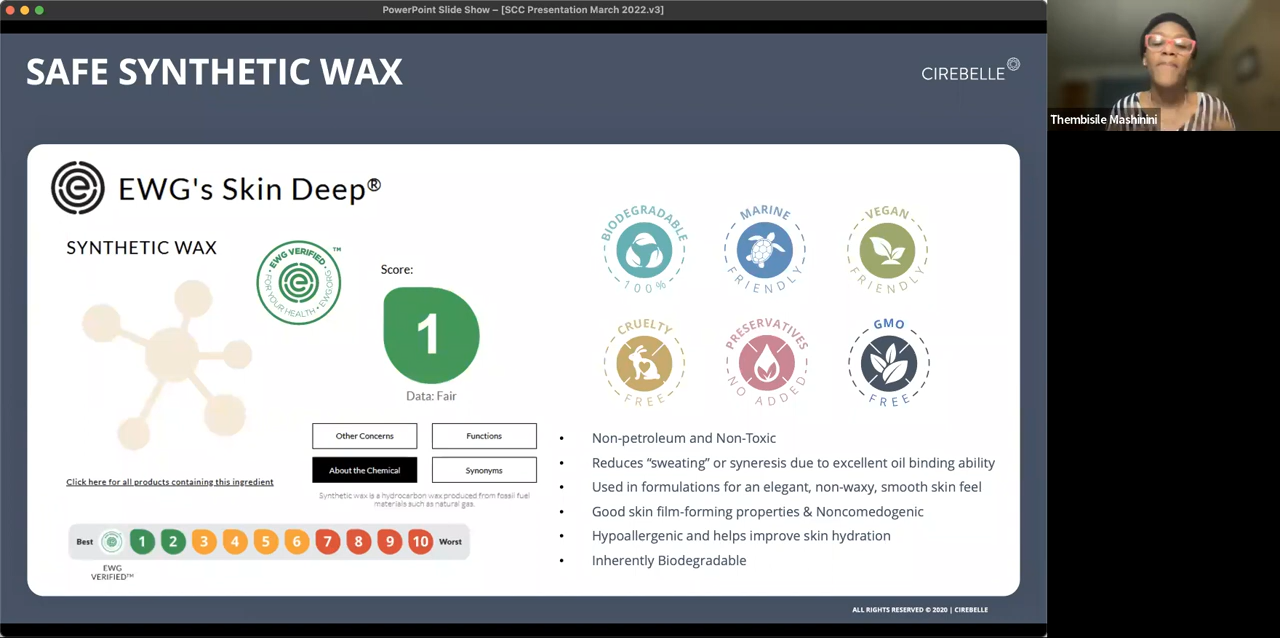 PowerPoint Slide Show – [SCC Presentation March 2022.v3]
SAFE SYNTHETIC WAX
CIREBELLE
Thembisile Mashinini
EWG's Skin Deep®
SYNTHETIC WAX
EWG VERIFIED
FOR YOUR HEALTH • EWG.ORG
TM
Score:
1
Data: Fair
Other Concerns
Functions
About the Chemical
Synonyms
Click here for all products containing this ingredient
Synthetic wax is a hydrocarbon wax produced from fossil fuel
materials such as natural gas.
Best 1 2 3 4 5 6 7 8 9 10 Worst
EWG
VERIFIED™
BIODEGRADABLE
100%
MARINE
FRIENDLY
VEGAN
FRIENDLY
CRUELTY
FREE
PRESERVATIVES
NO ADDED
GMO
FREE
• Non-petroleum and Non-Toxic
• Reduces “sweating” or syneresis due to excellent oil binding ability
• Used in formulations for an elegant, non-waxy, smooth skin feel
• Good skin film-forming properties & Noncomedogenic
• Hypoallergenic and helps improve skin hydration
• Inherently Biodegradable
ALL RIGHTS RESERVED © 2020 | CIREBELLE